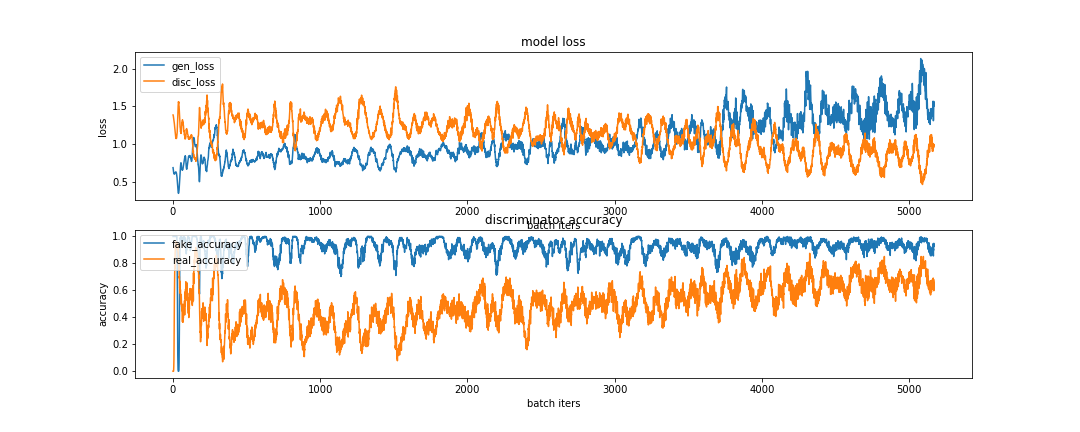 model loss
gen_loss
disc_loss
loss
2.0
1.5
1.0
0.5
0 1000 2000 3000 4000 5000
batch iters
discriminator accuracy
fake_accuracy
real_accuracy
accuracy
1.0
0.8
0.6
0.4
0.2
0.0
0 1000 2000 3000 4000 5000
batch iters